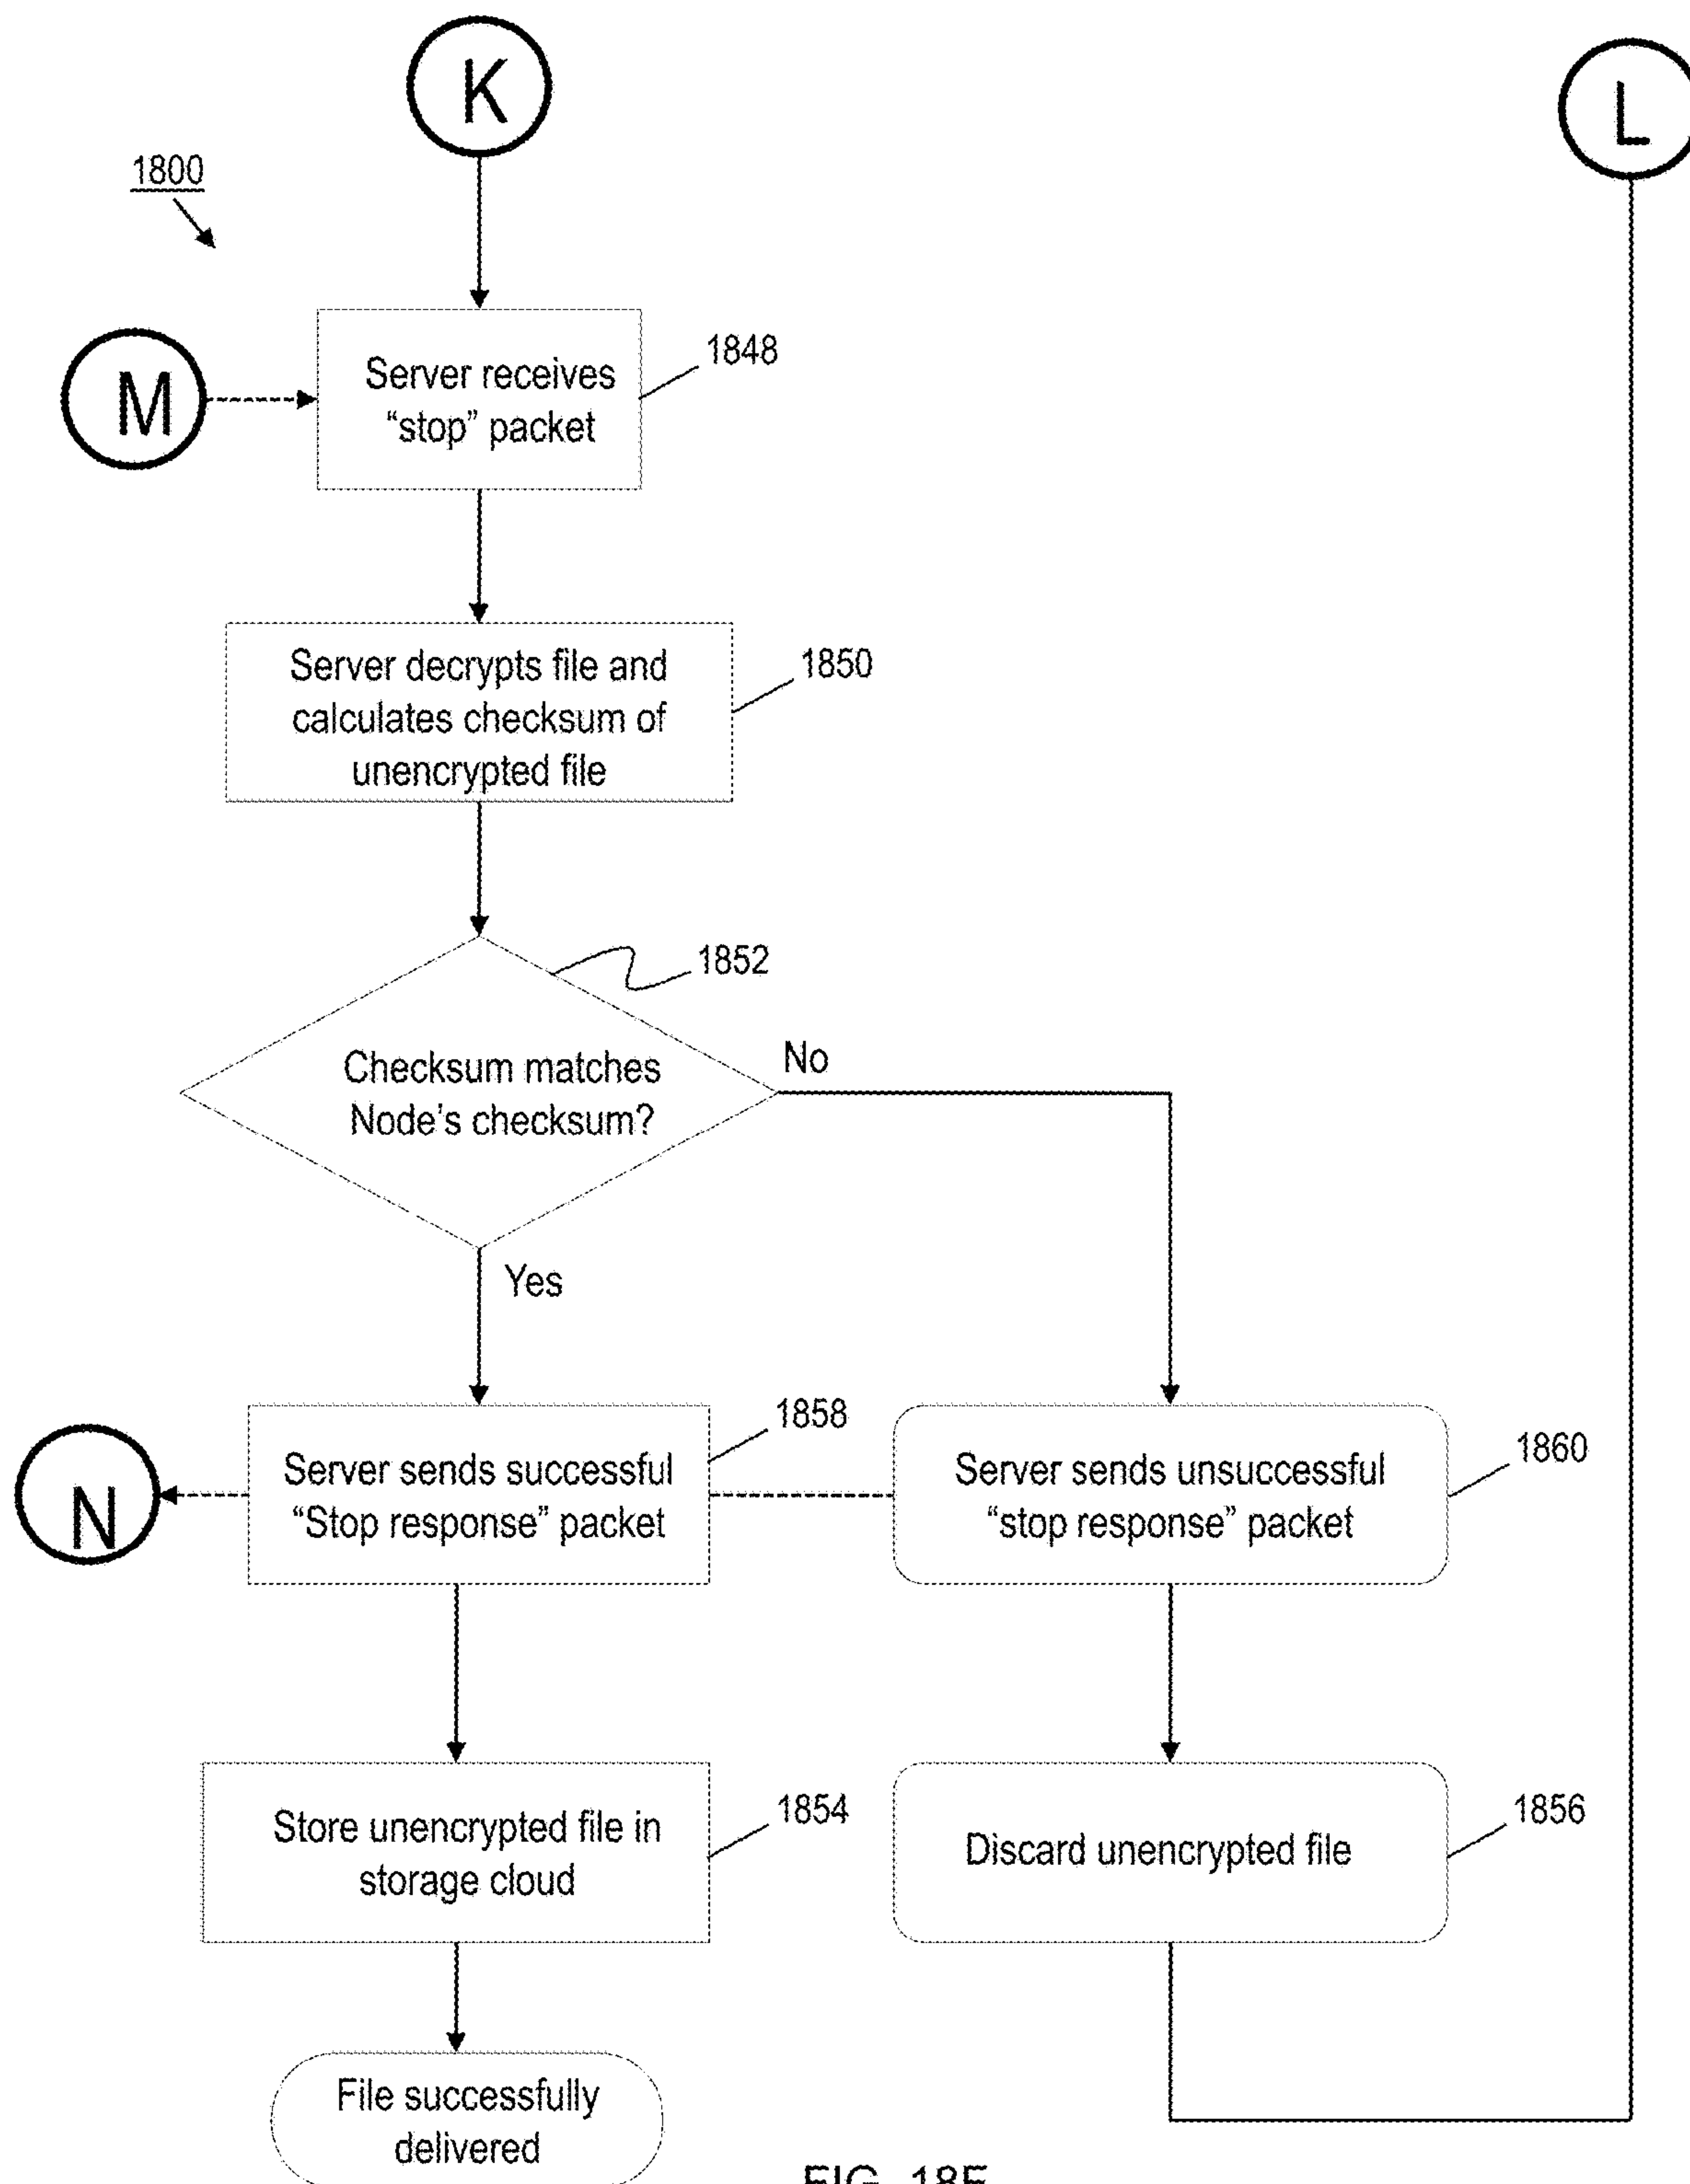 K
L
1800
M
Server receives
“stop” packet
1848
Server decrypts file and
calculates checksum of
unencrypted file
1850
1852
Checksum matches
Node's checksum?
No
Yes
N
Server sends successful
“Stop response” packet
1858
Server sends unsuccessful
“stop response” packet
1860
Store unencrypted file in
storage cloud
1854
Discard unencrypted file
1856
File successfully
delivered